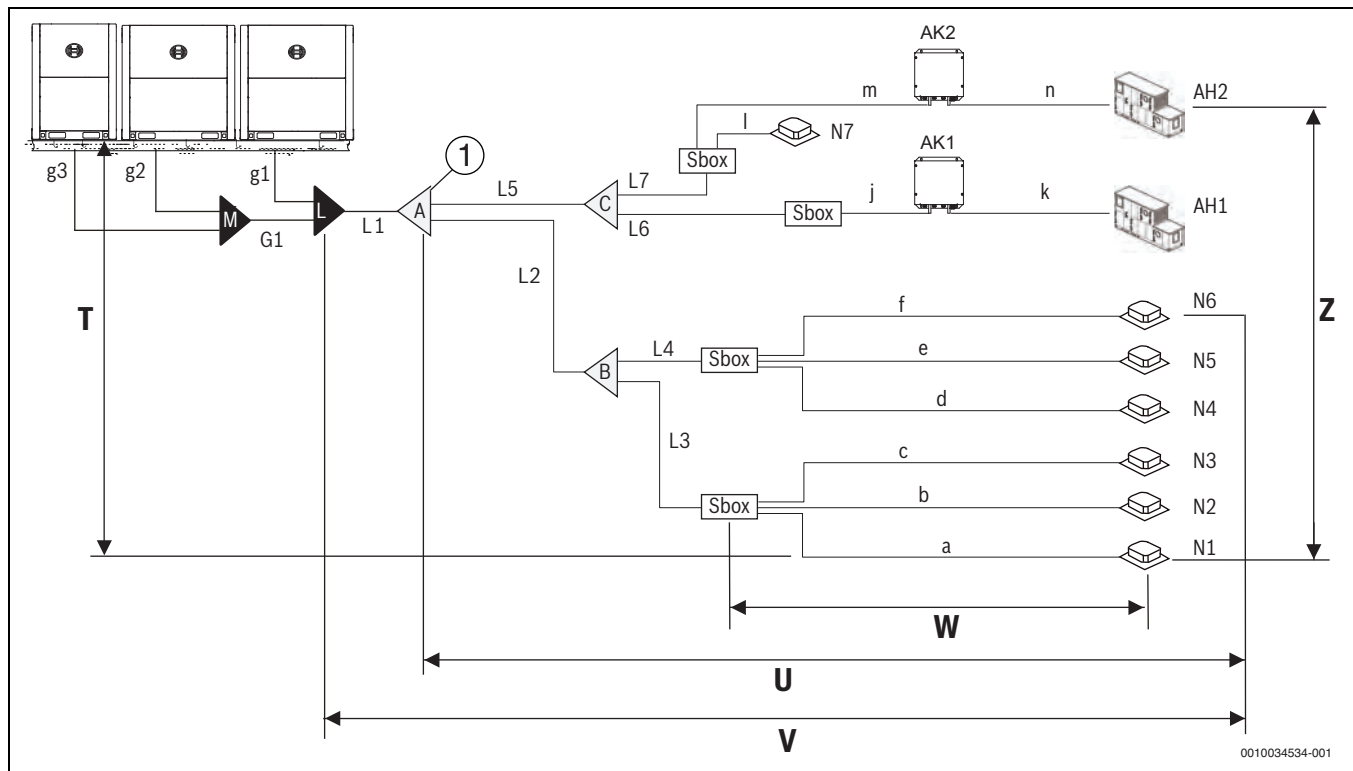 AK2
m
n
AH2
l
N7
Sbox
AK1
g3
g2
g1
1
L5
L7
C
M
L
A
L1
G1
L6
Sbox
j
k
AH1
L2
T
f
N6
Z
L4
Sbox
e
N5
B
d
N4
L3
c
N3
Sbox
b
N2
a
N1
W
U
V
0010034534-001